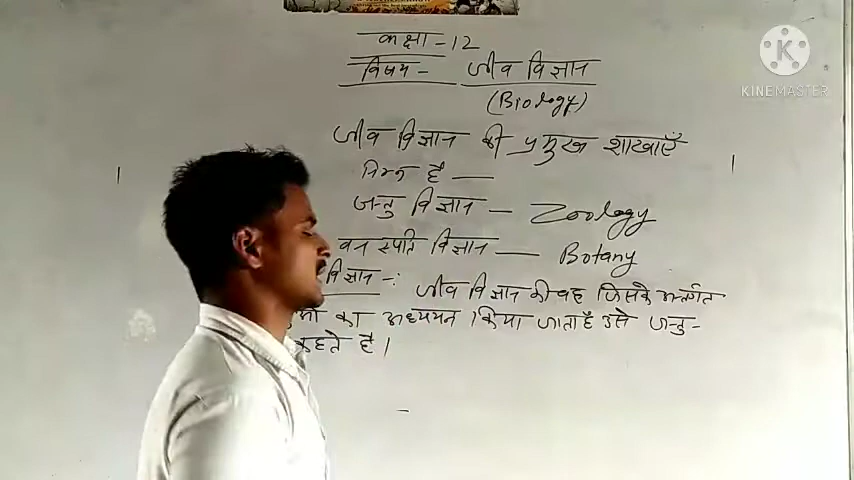 कक्षा - 12
विषय - जीव विज्ञान
(Biology)
जीव विज्ञान की प्रमुख शाखाएँ
निम्न है —
जन्तु विज्ञान — Zoology
वनस्पति विज्ञान — Botany
विज्ञान -: जीव विज्ञान की वह जिसके अन्तर्गत
का अध्ययन किया जाता है उसे जन्तु-
कहते है।
KINEMASTER